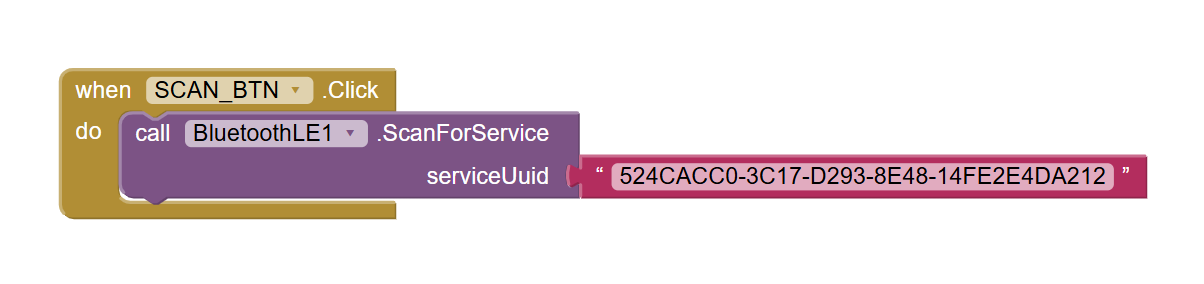 when SCAN_BTN .Click
do call BluetoothLE1 .ScanForService
serviceUuid “ 524CACC0-3C17-D293-8E48-14FE2E4DA212 ”